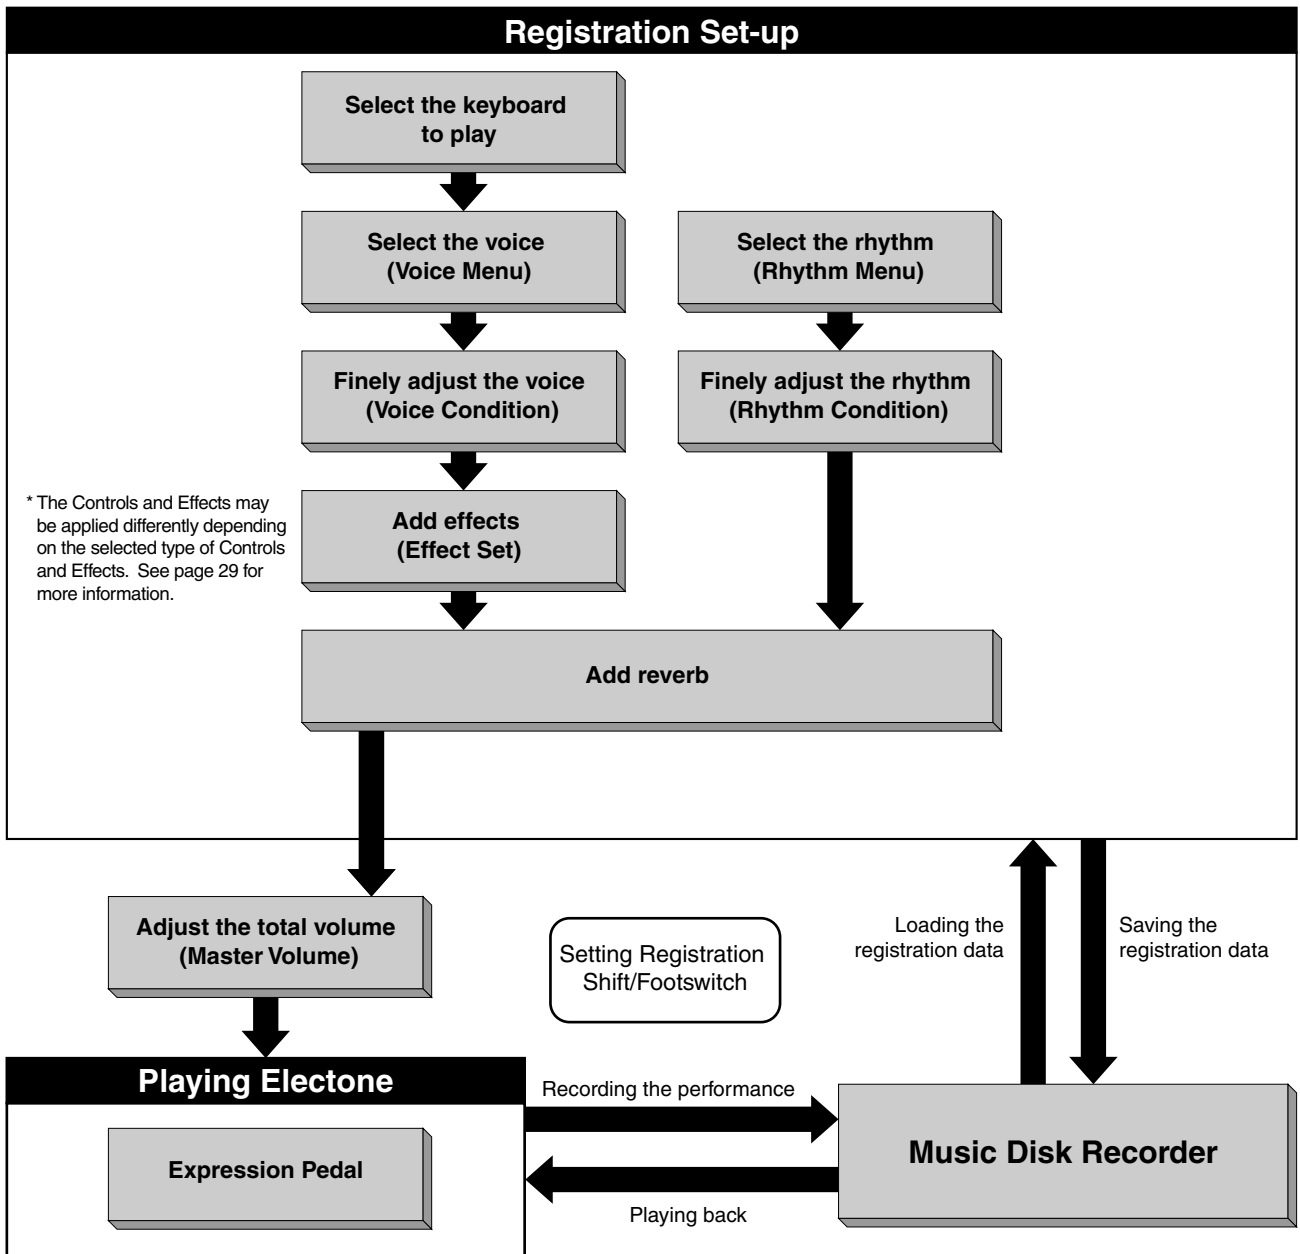 Registration Set-up
Select the keyboard
to play
Select the voice
(Voice Menu)
Select the rhythm
(Rhythm Menu)
Finely adjust the voice
(Voice Condition)
Finely adjust the rhythm
(Rhythm Condition)
* The Controls and Effects may
be applied differently depending
on the selected type of Controls
and Effects. See page 29 for
more information.
Add effects
(Effect Set)
Add reverb
Adjust the total volume
(Master Volume)
Setting Registration
Shift/Footswitch
Loading the
registration data
Saving the
registration data
Playing Electone
Expression Pedal
Recording the performance
Playing back
Music Disk Recorder